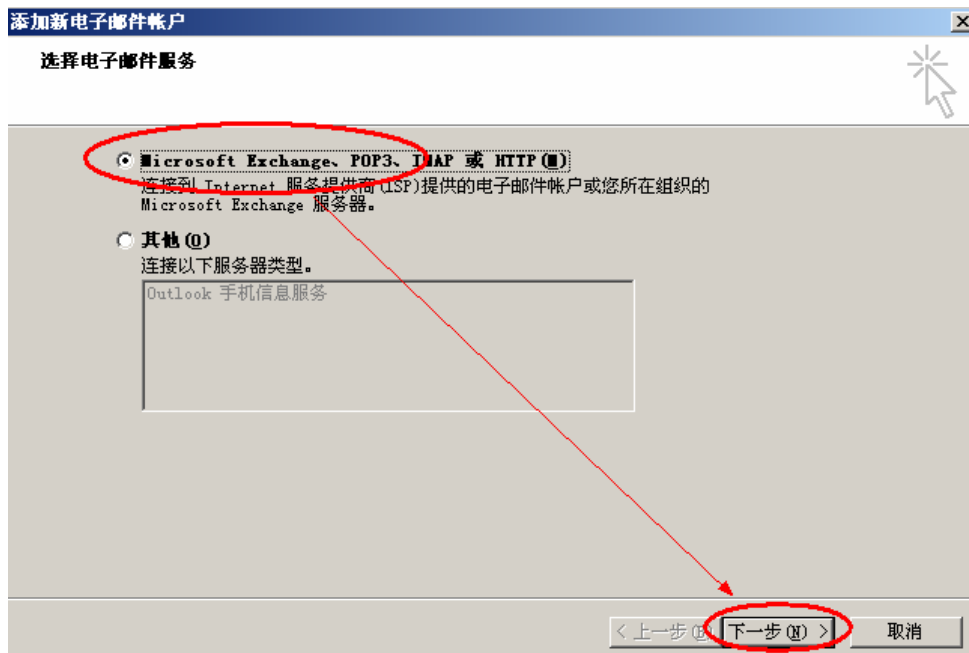 添加新电子邮件帐户
选择电子邮件服务
Microsoft Exchange、POP3、IMAP 或 HTTP(M)
连接到 Internet 服务提供商(ISP)提供的电子邮件帐户或您所在组织的
Microsoft Exchange 服务器。
其他(O)
连接以下服务器类型。
Outlook 手机信息服务
< 上一步(B) 下一步(N) > 取消